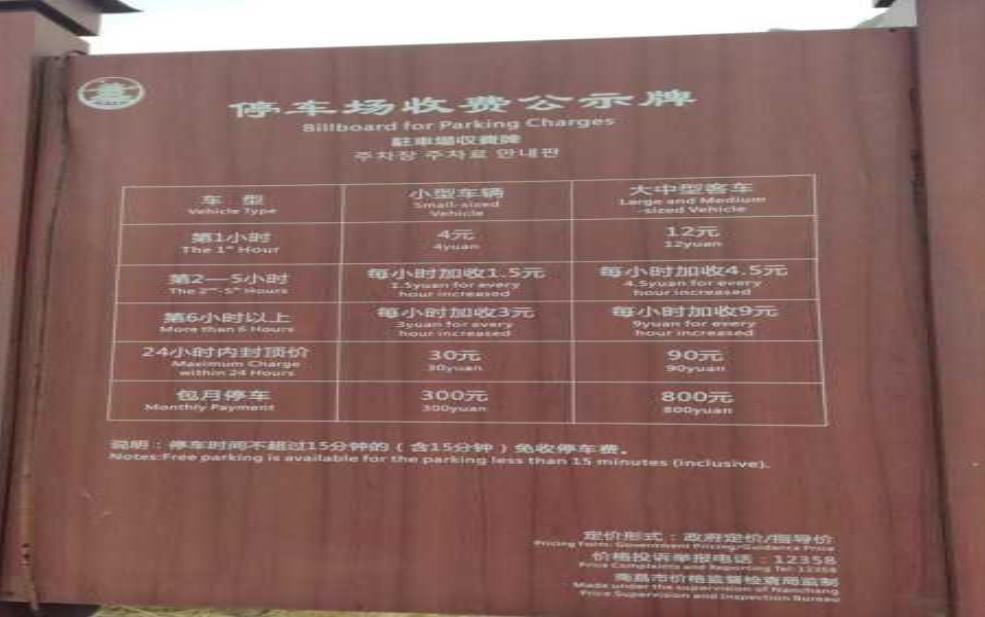 停车场收费公示牌
Billboard for Parking Charges
駐車場収費牌
주차장 주차료 안내판
车 型
Vehicle Type
小型车辆
Small-sized
Vehicle
大中型客车
Large and Medium
-sized Vehicle
第1小时
The 1st Hour
4元
4yuan
12元
12yuan
第2—5小时
The 2nd-5th Hours
每小时加收1.5元
1.5yuan for every
hour increased
每小时加收4.5元
4.5yuan for every
hour increased
第6小时以上
More than 6 Hours
每小时加收3元
3yuan for every
hour increased
每小时加收9元
9yuan for every
hour increased
24小时内封顶价
Maximum Charge
within 24 Hours
30元
30yuan
90元
90yuan
包月停车
Monthly Payment
300元
300yuan
800元
800yuan
说明：停车时间不超过15分钟的（含15分钟）免收停车费。
Notes:Free parking is available for the parking less than 15 minutes (inclusive).
定价形式：政府定价/指导价
Pricing Form: Government Pricing/Guidance Price
价格投诉举报电话：12358
Price Complaints and Reporting Tel: 12358
南昌市价格监督检查局监制
Made under the supervision of Nanchang
Price Supervision and Inspection Bureau